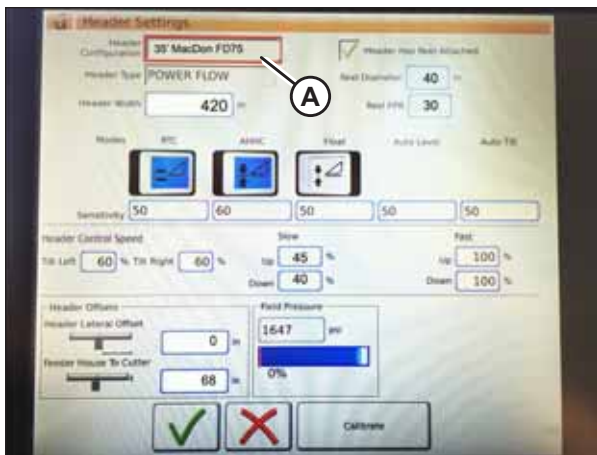 Header Settings
Header Configuration 35' MacDon FD75 Header Has Reel Attached
Header Type POWER FLOW Reel Diameter 40 in
Header Width 420 in Reel PPR 30
A
Modes RTC AHHC Float Auto Level Auto Tilt
Sensitivity 50 60 50 50 50
Header Control Speed Slow Fast
Tilt Left 60 % Tilt Right 60 % Up 45 % Up 100 %
Down 40 % Down 100 %
Header Offsets Field Pressure
Header Lateral Offset 0 in 1647 psi
Feeder House To Cutter 68 in 0%
Calibrate